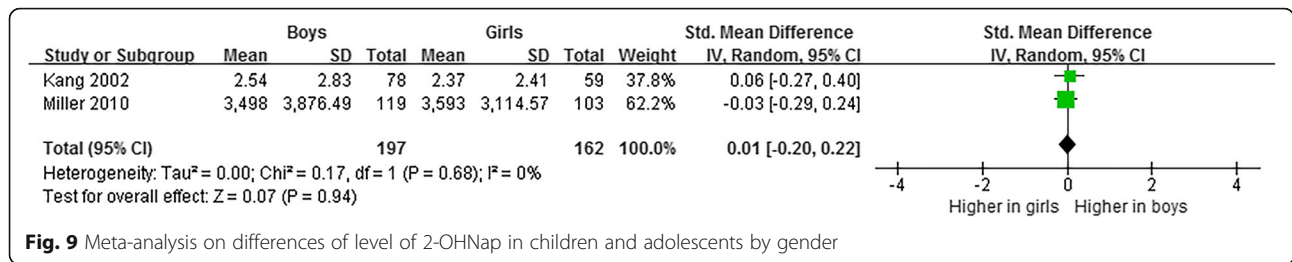 Boys Girls Std. Mean Difference Std. Mean Difference
Study or Subgroup Mean SD Total Mean SD Total Weight IV, Random, 95% CI IV, Random, 95% CI
Kang 2002 2.54 2.83 78 2.37 2.41 59 37.8% 0.06 [-0.27, 0.40]
Miller 2010 3,498 3,876.49 119 3,593 3,114.57 103 62.2% -0.03 [-0.29, 0.24]
Total (95% CI) 197 162 100.0% 0.01 [-0.20, 0.22]
Heterogeneity: Tau² = 0.00; Chi² = 0.17, df = 1 (P = 0.68); I² = 0%
Test for overall effect: Z = 0.07 (P = 0.94)
-4 -2 0 2 4
Higher in girls Higher in boys
Fig. 9 Meta-analysis on differences of level of 2-OHNap in children and adolescents by gender